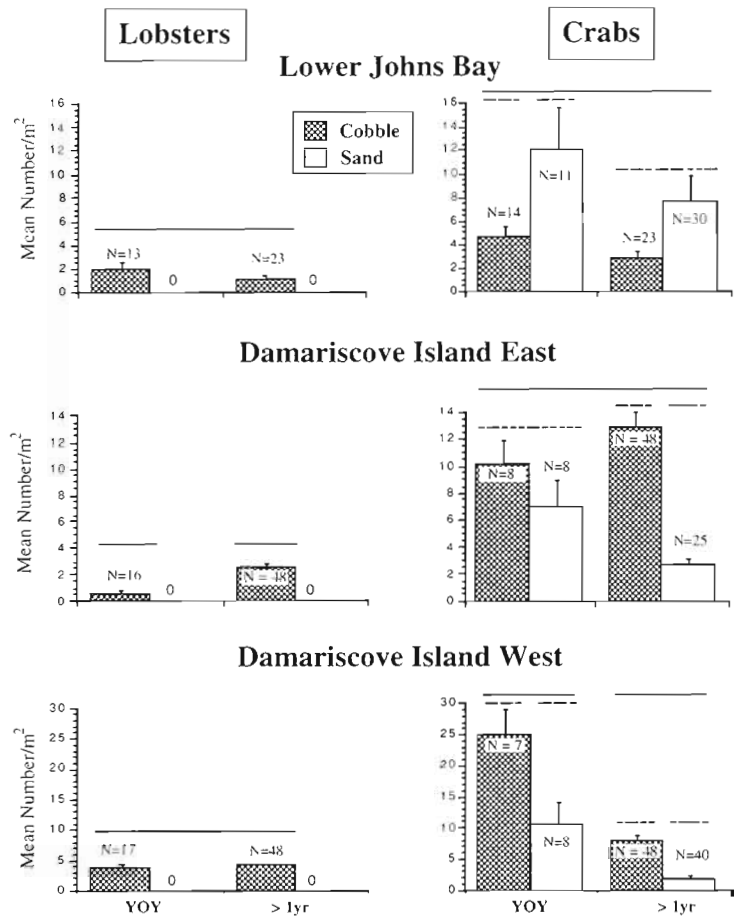 Lobsters
Crabs
Lower Johns Bay
Cobble
Sand
Mean Number/m²
16
14
12
10
8
6
4
2
0
N=13
0
N=23
0
16
14
12
10
8
6
4
2
0
N=14
N=11
N=23
N=30
Damariscove Island East
Mean Number/m²
14
12
10
8
6
4
2
0
N=16
0
N = 48
0
14
12
10
8
6
4
2
0
N=8
N=8
N = 48
N=25
Damariscove Island West
Mean Number/m²
30
25
20
15
10
5
0
N=17
0
N=48
0
YOY
> 1yr
30
25
20
15
10
5
0
N = 7
N=8
N = 48
N=40
YOY
> 1yr